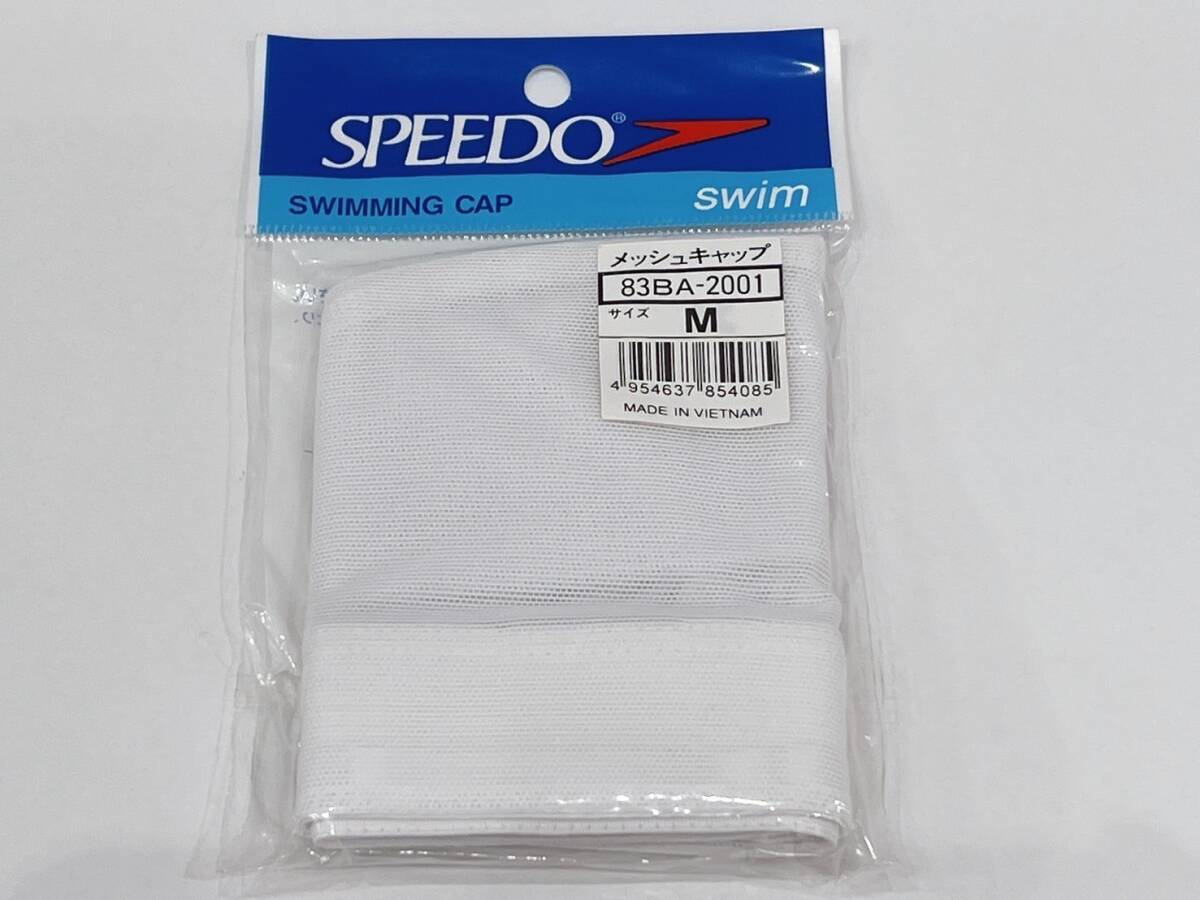 SPEEDO®
SWIMMING CAP
swim
メッシュキャップ
83BA-2001
サイズ M
4 954637 854085
MADE IN VIETNAM